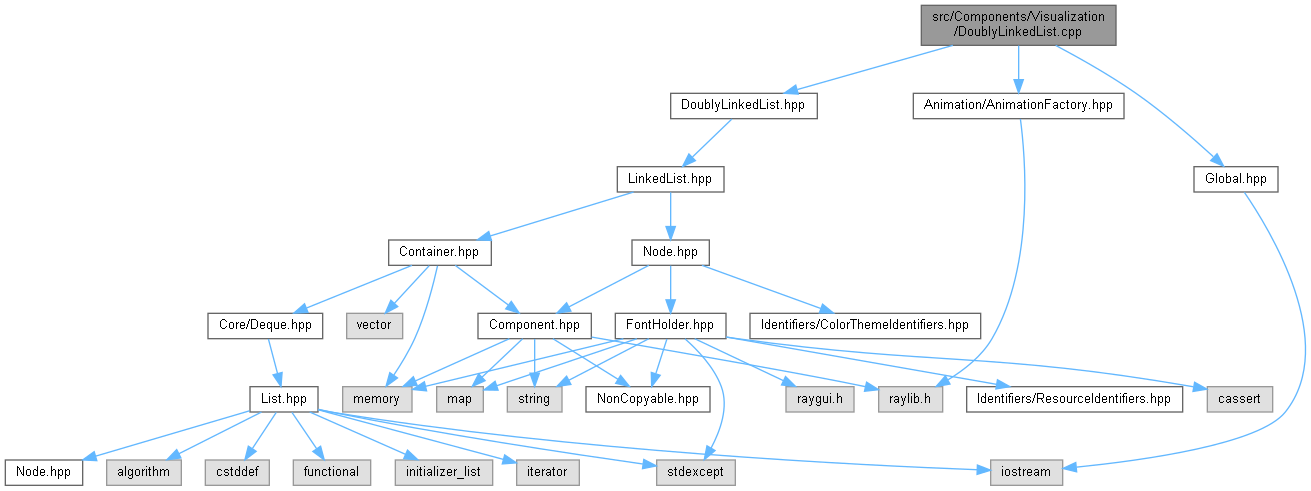 src/Components/Visualization
/DoublyLinkedList.cpp
DoublyLinkedList.hpp
Animation/AnimationFactory.hpp
LinkedList.hpp
Global.hpp
Container.hpp
Node.hpp
Core/Deque.hpp
vector
Component.hpp
FontHolder.hpp
Identifiers/ColorThemeIdentifiers.hpp
List.hpp
memory
map
string
NonCopyable.hpp
raygui.h
raylib.h
Identifiers/ResourceIdentifiers.hpp
cassert
Node.hpp
algorithm
cstddef
functional
initializer_list
iterator
stdexcept
iostream